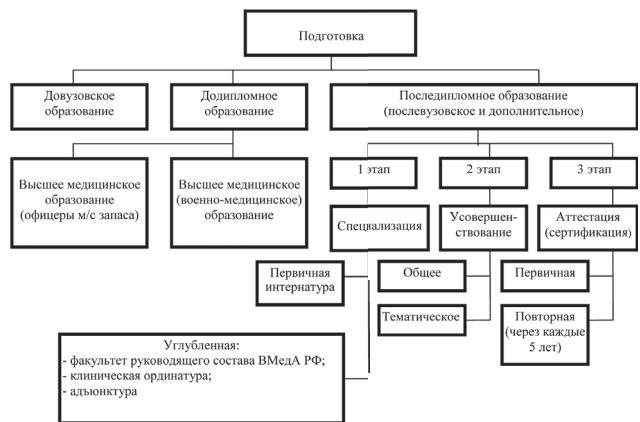 Подготовка
Довузовское
образование
Додипломное
образование
Последипломное образование
(послевузовское и дополнительное)
Высшее медицинское
образование
(офицеры м/с запаса)
Высшее медицинское
(военно-медицинское)
образование
1 этап
2 этап
3 этап
Специализация
Усовершен-
ствование
Аттестация
(сертификация)
Первичная
интернатура
Общее
Первичная
Тематическое
Повторная
(через каждые
5 лет)
Углубленная:
- факультет руководящего состава ВМедА РФ;
- клиническая ординатура;
- адъюнктура